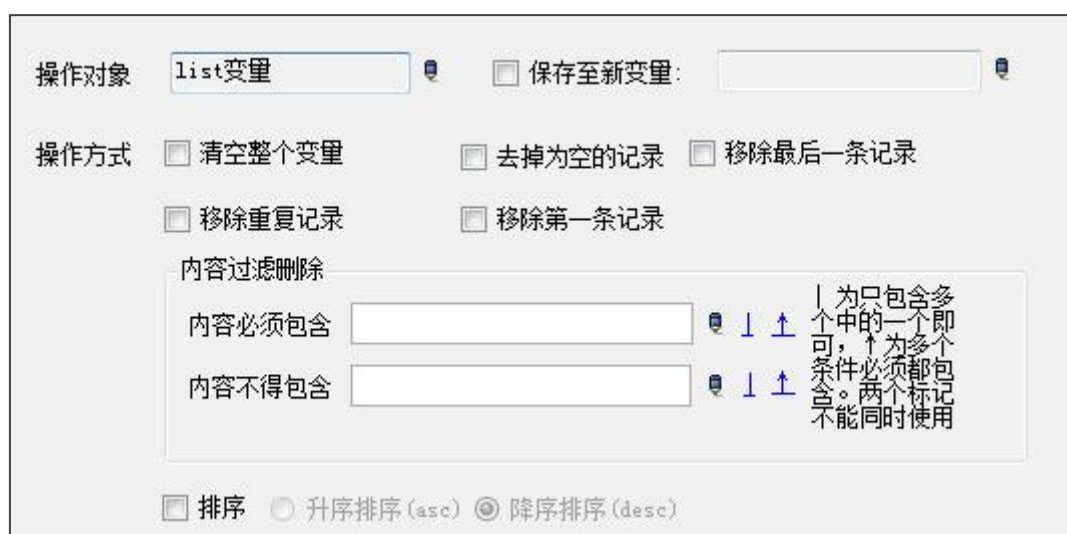 操作对象 list变量 保存至新变量:
操作方式 清空整个变量 去掉为空的记录 移除最后一条记录
移除重复记录 移除第一条记录
内容过滤删除
内容必须包含 | ↑
内容不得包含 | ↑
| 为只包含多
个中的一个即
可，↑为多个
条件必须都包
含。两个标记
不能同时使用
排序 升序排序(asc) 降序排序(desc)